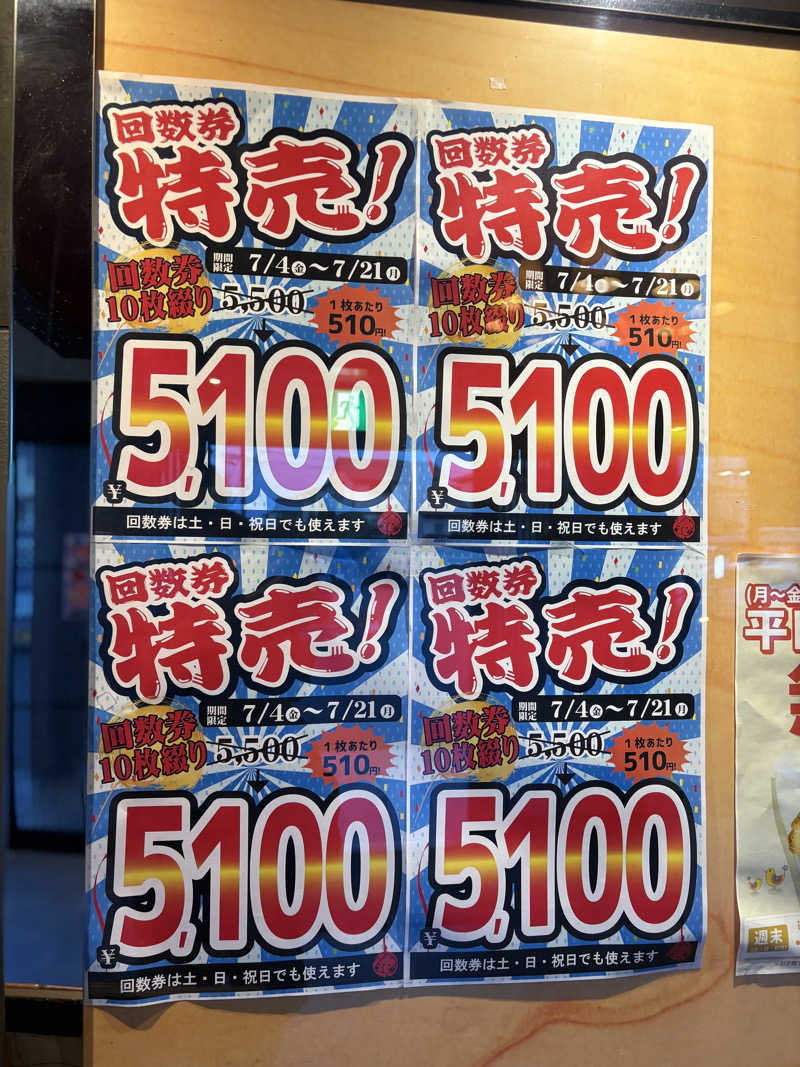 回数券
特売!
期間限定 7/4㊎～7/21㊊
回数券
10枚綴り
5,500
1枚あたり
510円!
¥5,100
回数券は土・日・祝日でも使えます
回数券
特売!
期間限定 7/4㊎～7/21㊊
回数券
10枚綴り
5,500
1枚あたり
510円!
¥5,100
回数券は土・日・祝日でも使えます
回数券
特売!
期間限定 7/4㊎～7/21㊊
回数券
10枚綴り
5,500
1枚あたり
510円!
¥5,100
回数券は土・日・祝日でも使えます
回数券
特売!
期間限定 7/4㊎～7/21㊊
回数券
10枚綴り
5,500
1枚あたり
510円!
¥5,100
回数券は土・日・祝日でも使えます
(月～金
平
週末